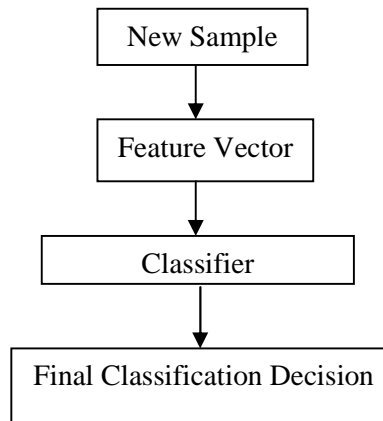 New Sample
Feature Vector
Classifier
Final Classification Decision